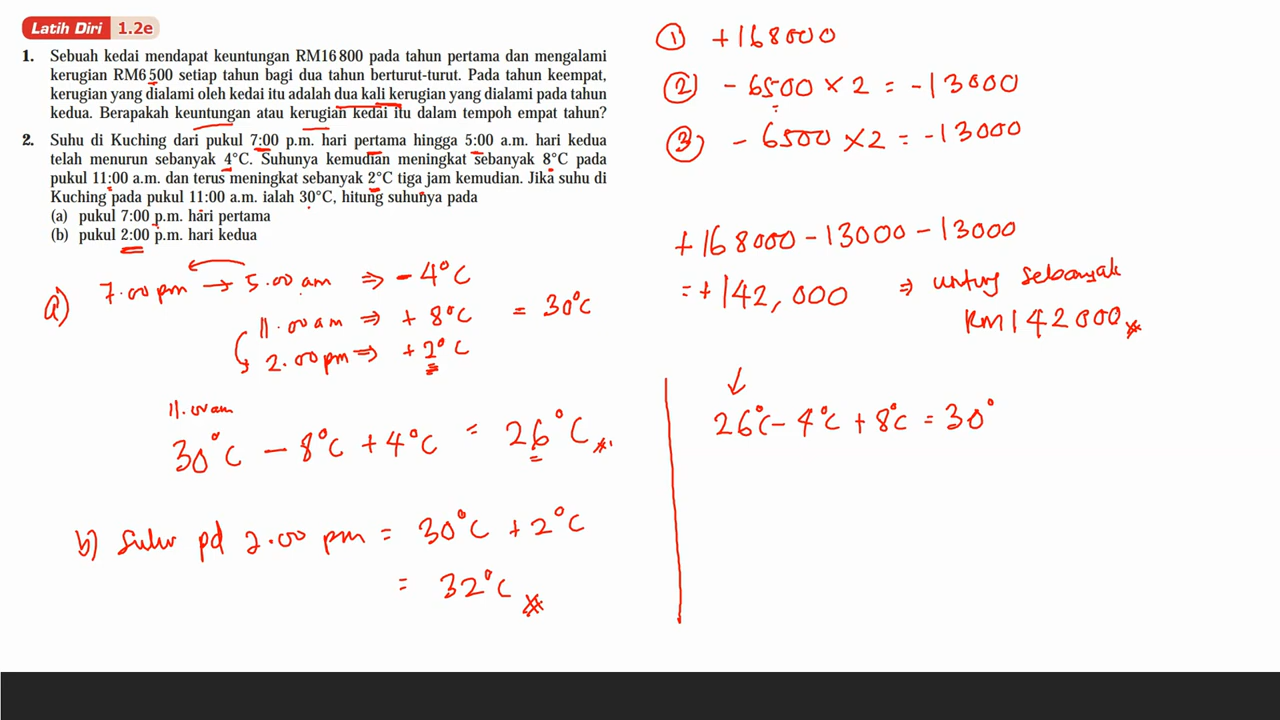 Latih Diri 1.2e
1. Sebuah kedai mendapat keuntungan RM16 800 pada tahun pertama dan mengalami
kerugian RM6 500 setiap tahun bagi dua tahun berturut-turut. Pada tahun keempat,
kerugian yang dialami oleh kedai itu adalah dua kali kerugian yang dialami pada tahun
kedua. Berapakah keuntungan atau kerugian kedai itu dalam tempoh empat tahun?
2. Suhu di Kuching dari pukul 7:00 p.m. hari pertama hingga 5:00 a.m. hari kedua
telah menurun sebanyak 4°C. Suhunya kemudian meningkat sebanyak 8°C pada
pukul 11:00 a.m. dan terus meningkat sebanyak 2°C tiga jam kemudian. Jika suhu di
Kuching pada pukul 11:00 a.m. ialah 30°C, hitung suhunya pada
(a) pukul 7:00 p.m. hari pertama
(b) pukul 2:00 p.m. hari kedua
a) 7.00 pm → 5.00 am ⇒ -4°C
11.00 am ⇒ + 8°C = 30°C
2.00 pm ⇒ + 2°C
11.00 am
30°C - 8°C + 4°C = 26°C
b) Suhu pd 2.00 pm = 30°C + 2°C
= 32°C
① +168000
② - 6500 × 2 = -13000
③ - 6500 × 2 = -13000
+168000 - 13000 - 13000
= + 142,000 ⇒ untung sebanyak
RM142000
26°C - 4°C + 8°C = 30°